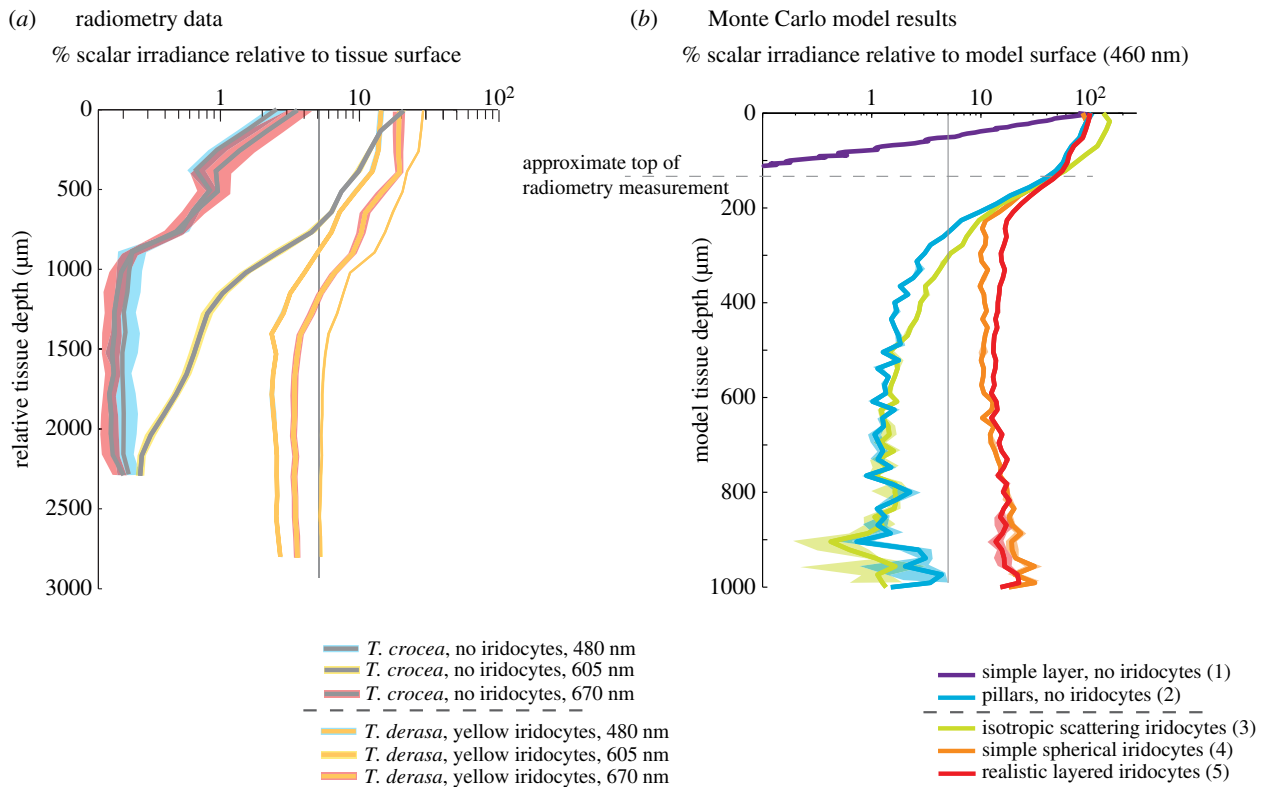 (a) radiometry data
% scalar irradiance relative to tissue surface
1 10 10²
0
500
1000
1500
2000
2500
3000
relative tissue depth (µm)
T. crocea, no iridocytes, 480 nm
T. crocea, no iridocytes, 605 nm
T. crocea, no iridocytes, 670 nm
T. derasa, yellow iridocytes, 480 nm
T. derasa, yellow iridocytes, 605 nm
T. derasa, yellow iridocytes, 670 nm
(b) Monte Carlo model results
% scalar irradiance relative to model surface (460 nm)
1 10 10²
0
approximate top of
radiometry measurement
200
400
600
800
1000
model tissue depth (µm)
simple layer, no iridocytes (1)
pillars, no iridocytes (2)
isotropic scattering iridocytes (3)
simple spherical iridocytes (4)
realistic layered iridocytes (5)